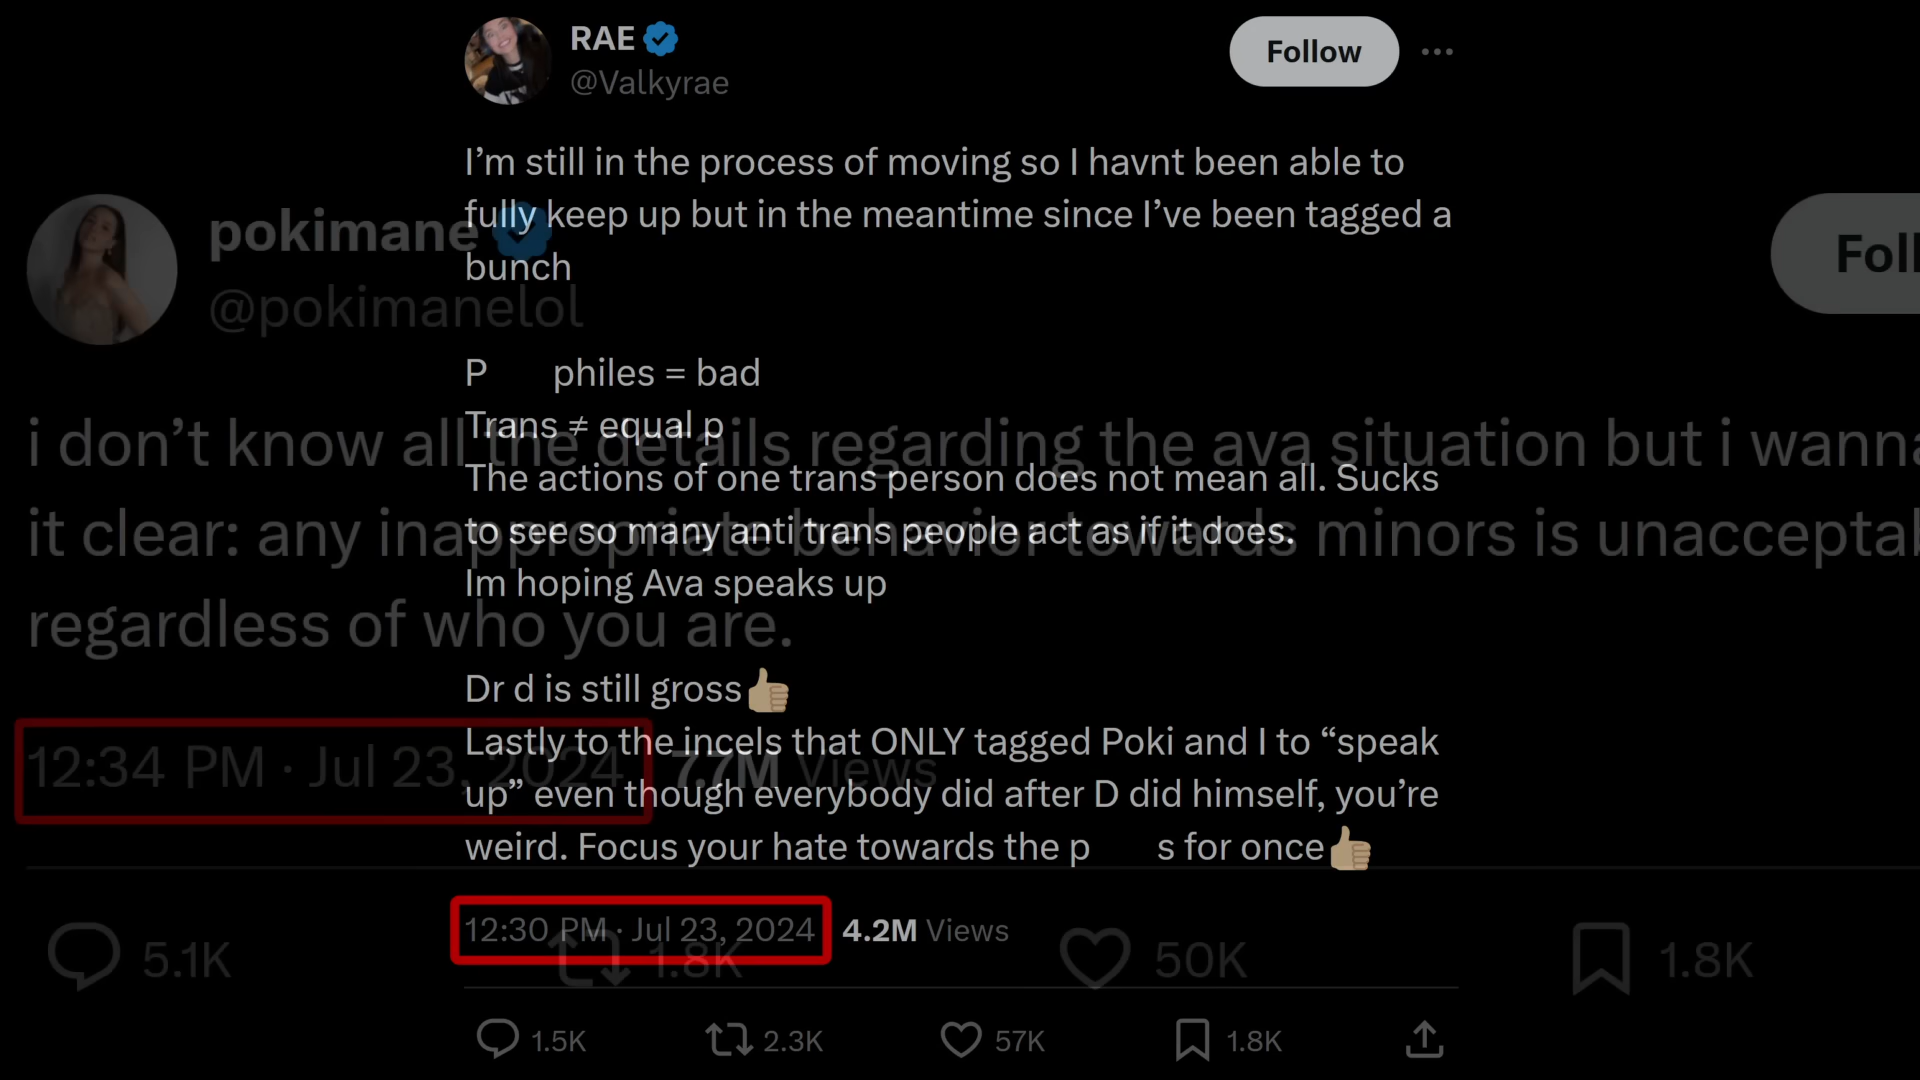 RAE
@Valkyrae
Follow
I’m still in the process of moving so I havnt been able to
fully keep up but in the meantime since I’ve been tagged a
bunch
P philes = bad
Trans ≠ equal p
The actions of one trans person does not mean all. Sucks
to see so many anti trans people act as if it does.
Im hoping Ava speaks up
Dr d is still gross👍🏼
Lastly to the incels that ONLY tagged Poki and I to “speak
up” even though everybody did after D did himself, you’re
weird. Focus your hate towards the p s for once👍🏼
12:30 PM · Jul 23, 2024 4.2M Views
1.5K 2.3K 57K 1.8K
pokimane
@pokimanelol
Foll
i don’t know all the details regarding the ava situation but i wanna
it clear: any inappropriate behavior towards minors is unacceptab
regardless of who you are.
12:34 PM · Jul 23, 2024 7.7M Views
5.1K 1.8K 50K 1.8K